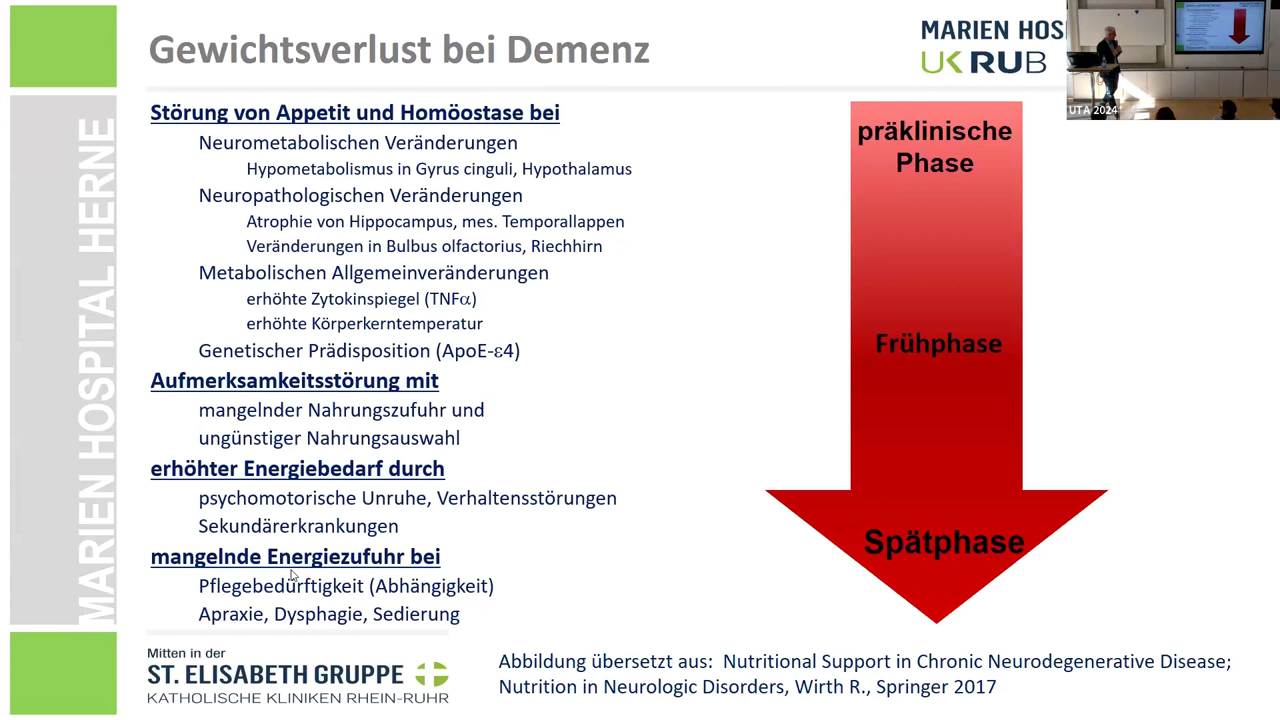 Gewichtsverlust bei Demenz
MARIEN HOSI
UK RUB
UTA 2024
MARIEN HOSPITAL HERNE
Störung von Appetit und Homöostase bei
Neurometabolischen Veränderungen
Hypometabolismus in Gyrus cinguli, Hypothalamus
Neuropathologischen Veränderungen
Atrophie von Hippocampus, mes. Temporallappen
Veränderungen in Bulbus olfactorius, Riechhirn
Metabolischen Allgemeinveränderungen
erhöhte Zytokinspiegel (TNFα)
erhöhte Körperkerntemperatur
Genetischer Prädisposition (ApoE-ε4)
Aufmerksamkeitsstörung mit
mangelnder Nahrungszufuhr und
ungünstiger Nahrungsauswahl
erhöhter Energiebedarf durch
psychomotorische Unruhe, Verhaltensstörungen
Sekundärerkrankungen
mangelnde Energiezufuhr bei
Pflegebedürftigkeit (Abhängigkeit)
Apraxie, Dysphagie, Sedierung
präklinische
Phase
Frühphase
Spätphase
Mitten in der
ST. ELISABETH GRUPPE
KATHOLISCHE KLINIKEN RHEIN-RUHR
Abbildung übersetzt aus: Nutritional Support in Chronic Neurodegenerative Disease;
Nutrition in Neurologic Disorders, Wirth R., Springer 2017